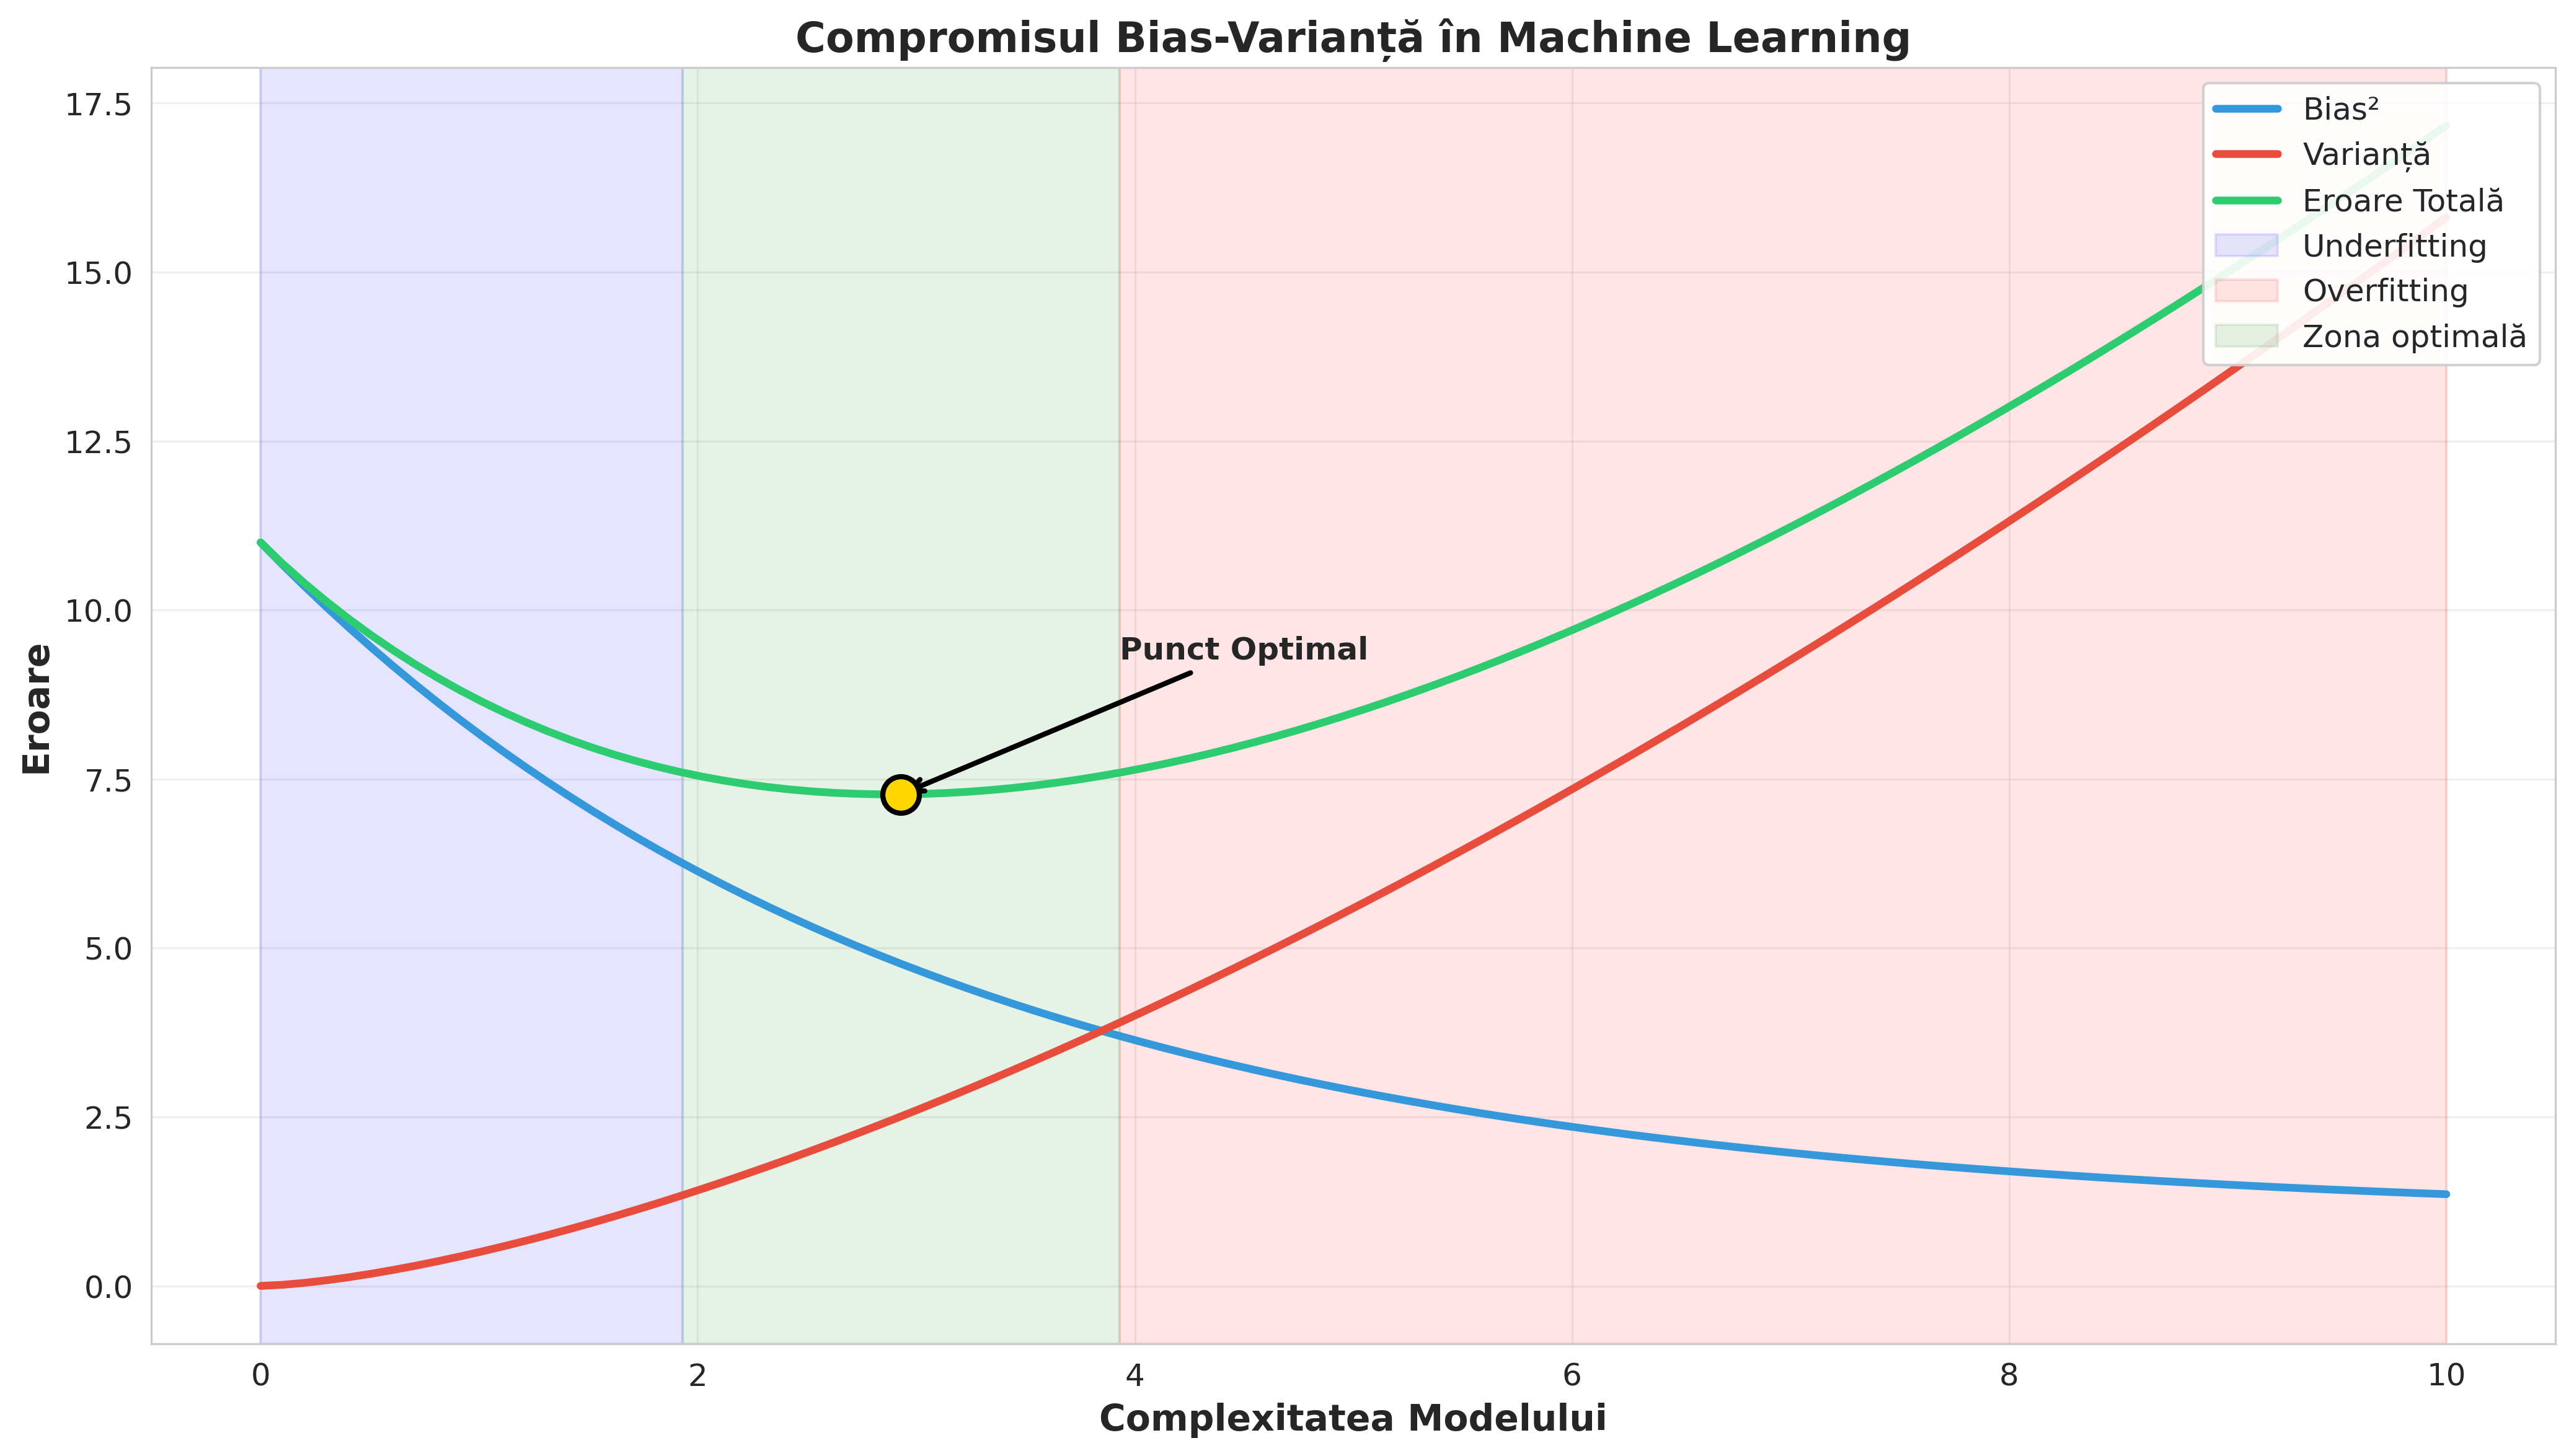 Compromisul Bias-Varianță în Machine Learning
17.5
15.0
12.5
10.0
7.5
5.0
2.5
0.0
Eroare
Bias²
Varianță
Eroare Totală
Underfitting
Overfitting
Zona optimală
Punct Optimal
0 2 4 6 8 10
Complexitatea Modelului